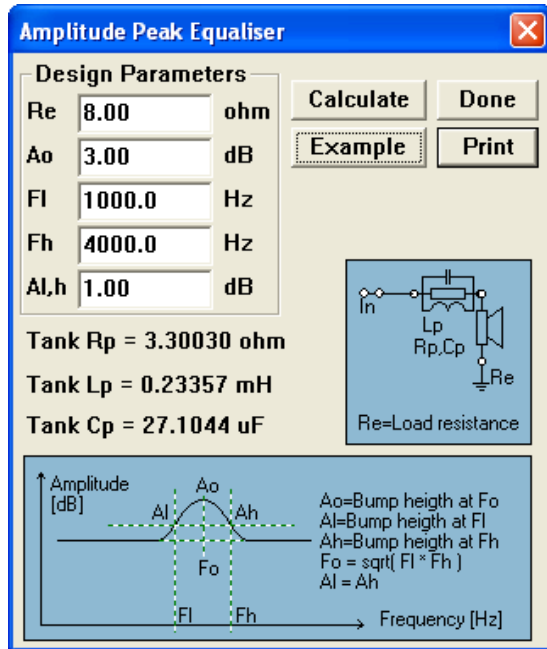 Amplitude Peak Equaliser
Design Parameters
Re 8.00 ohm
Ao 3.00 dB
Fl 1000.0 Hz
Fh 4000.0 Hz
Al,h 1.00 dB
Calculate Done
Example Print
Tank Rp = 3.30030 ohm
Tank Lp = 0.23357 mH
Tank Cp = 27.1044 uF
In
Lp
Rp,Cp
Re
Re=Load resistance
Amplitude
[dB]
Ao
Al Ah
Fo
Fl Fh
Frequency [Hz]
Ao=Bump heigth at Fo
Al=Bump heigth at Fl
Ah=Bump heigth at Fh
Fo = sqrt( Fl * Fh )
Al = Ah